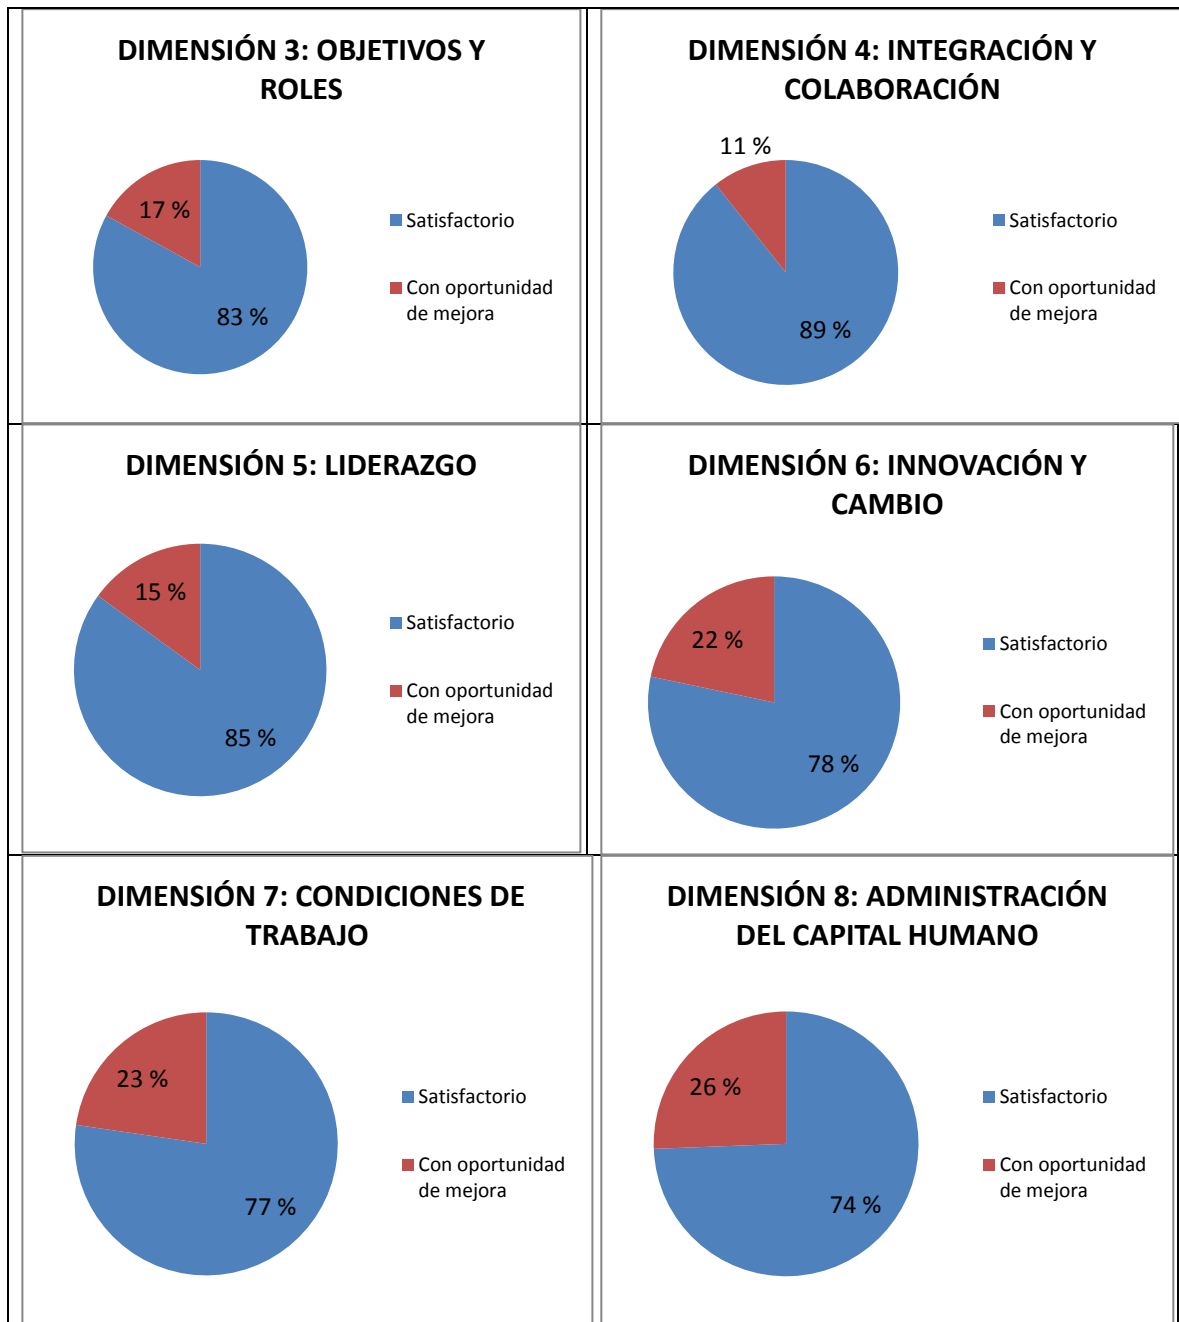 DIMENSIÓN 3: OBJETIVOS Y
ROLES
17 %
83 %
Satisfactorio
Con oportunidad
de mejora
DIMENSIÓN 4: INTEGRACIÓN Y
COLABORACIÓN
11 %
89 %
Satisfactorio
Con oportunidad
de mejora
DIMENSIÓN 5: LIDERAZGO
15 %
85 %
Satisfactorio
Con oportunidad
de mejora
DIMENSIÓN 6: INNOVACIÓN Y
CAMBIO
22 %
78 %
Satisfactorio
Con oportunidad
de mejora
DIMENSIÓN 7: CONDICIONES DE
TRABAJO
23 %
77 %
Satisfactorio
Con oportunidad
de mejora
DIMENSIÓN 8: ADMINISTRACIÓN
DEL CAPITAL HUMANO
26 %
74 %
Satisfactorio
Con oportunidad
de mejora